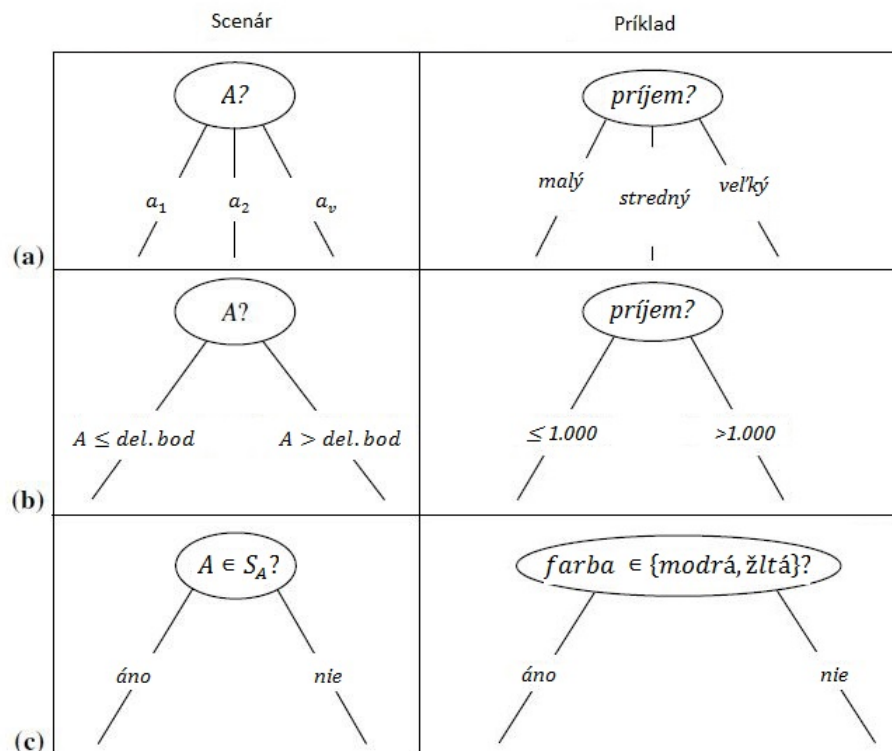 Scenár Príklad
A? príjem?
a₁ a₂ aᵥ malý stredný veľký
(a)
A? príjem?
A ≤ del.bod A > del.bod ≤ 1.000 >1.000
(b)
A ∈ S_A? farba ∈ {modrá, žltá}?
áno nie áno nie
(c)